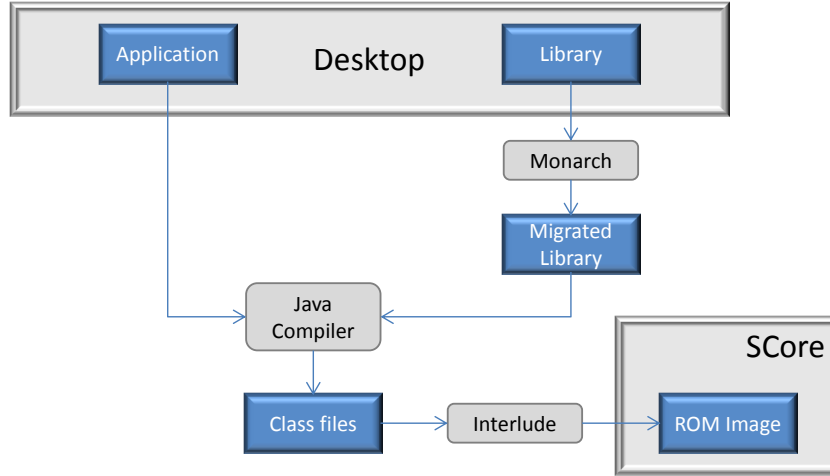 Application
Desktop
Library
Monarch
Migrated
Library
Java
Compiler
SCore
Class files
Interlude
ROM Image